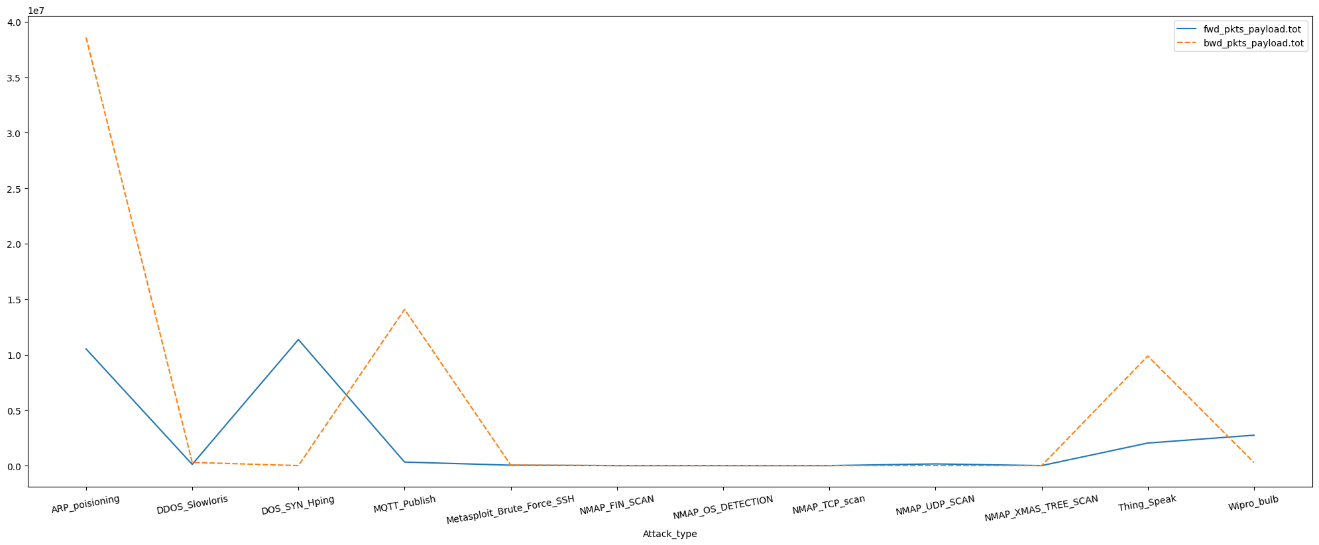 1e7
fwd_pkts_payload.tot
bwd_pkts_payload.tot
4.0
3.5
3.0
2.5
2.0
1.5
1.0
0.5
0.0
ARP_poisioning DDOS_Slowloris DOS_SYN_Hping MQTT_Publish Metasploit_Brute_Force_SSH NMAP_FIN_SCAN NMAP_OS_DETECTION NMAP_TCP_scan NMAP_UDP_SCAN NMAP_XMAS_TREE_SCAN Thing_Speak Wipro_bulb
Attack_type